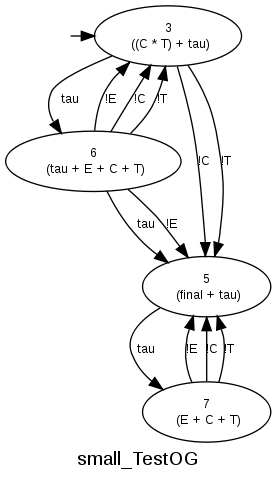 3
((C * T) + tau)
tau
!E
!C
!T
!C
!T
6
(tau + E + C + T)
tau
!E
5
(final + tau)
tau
!E
!C
!T
7
(E + C + T)
small_TestOG